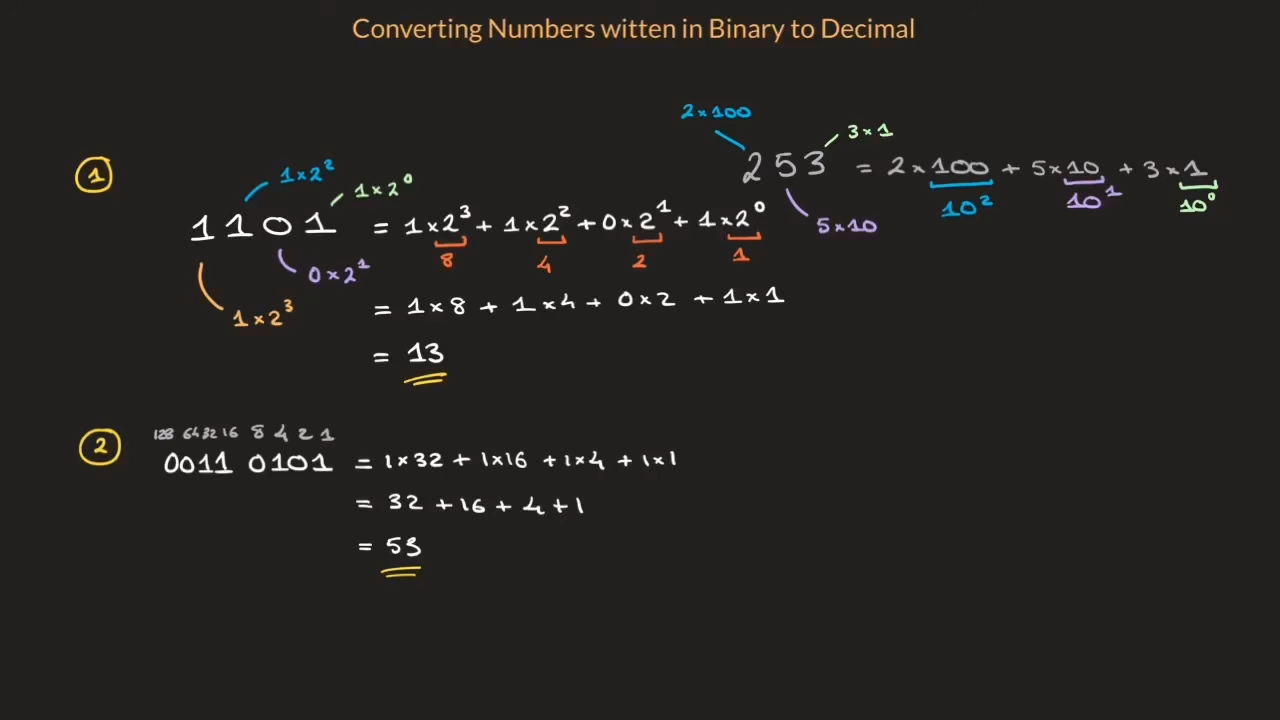 Converting Numbers witten in Binary to Decimal
2×100
3×1
253 = 2×100 + 5×10 + 3×1
10² 10¹ 10⁰
5×10
1
1×2²
1×2⁰
1101 = 1×2³ + 1×2² + 0×2¹ + 1×2⁰
8 4 2 1
0×2¹
1×2³
= 1×8 + 1×4 + 0×2 + 1×1
= 13
2
128 64 32 16 8 4 2 1
0011 0101 = 1×32 + 1×16 + 1×4 + 1×1
= 32 + 16 + 4 + 1
= 53